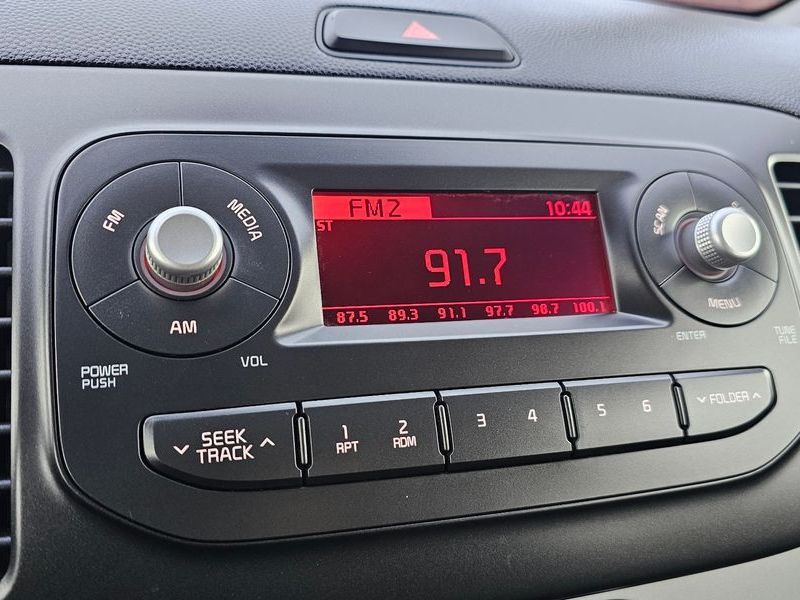 FM
MEDIA
AM
POWER
PUSH
VOL
FM2 10:44
ST
91.7
87.5 89.3 91.1 97.7 98.7 100.1
SCAN
MENU
ENTER
TUNE
FILE
SEEK
TRACK
1
RPT
2
RDM
3
4
5
6
FOLDER